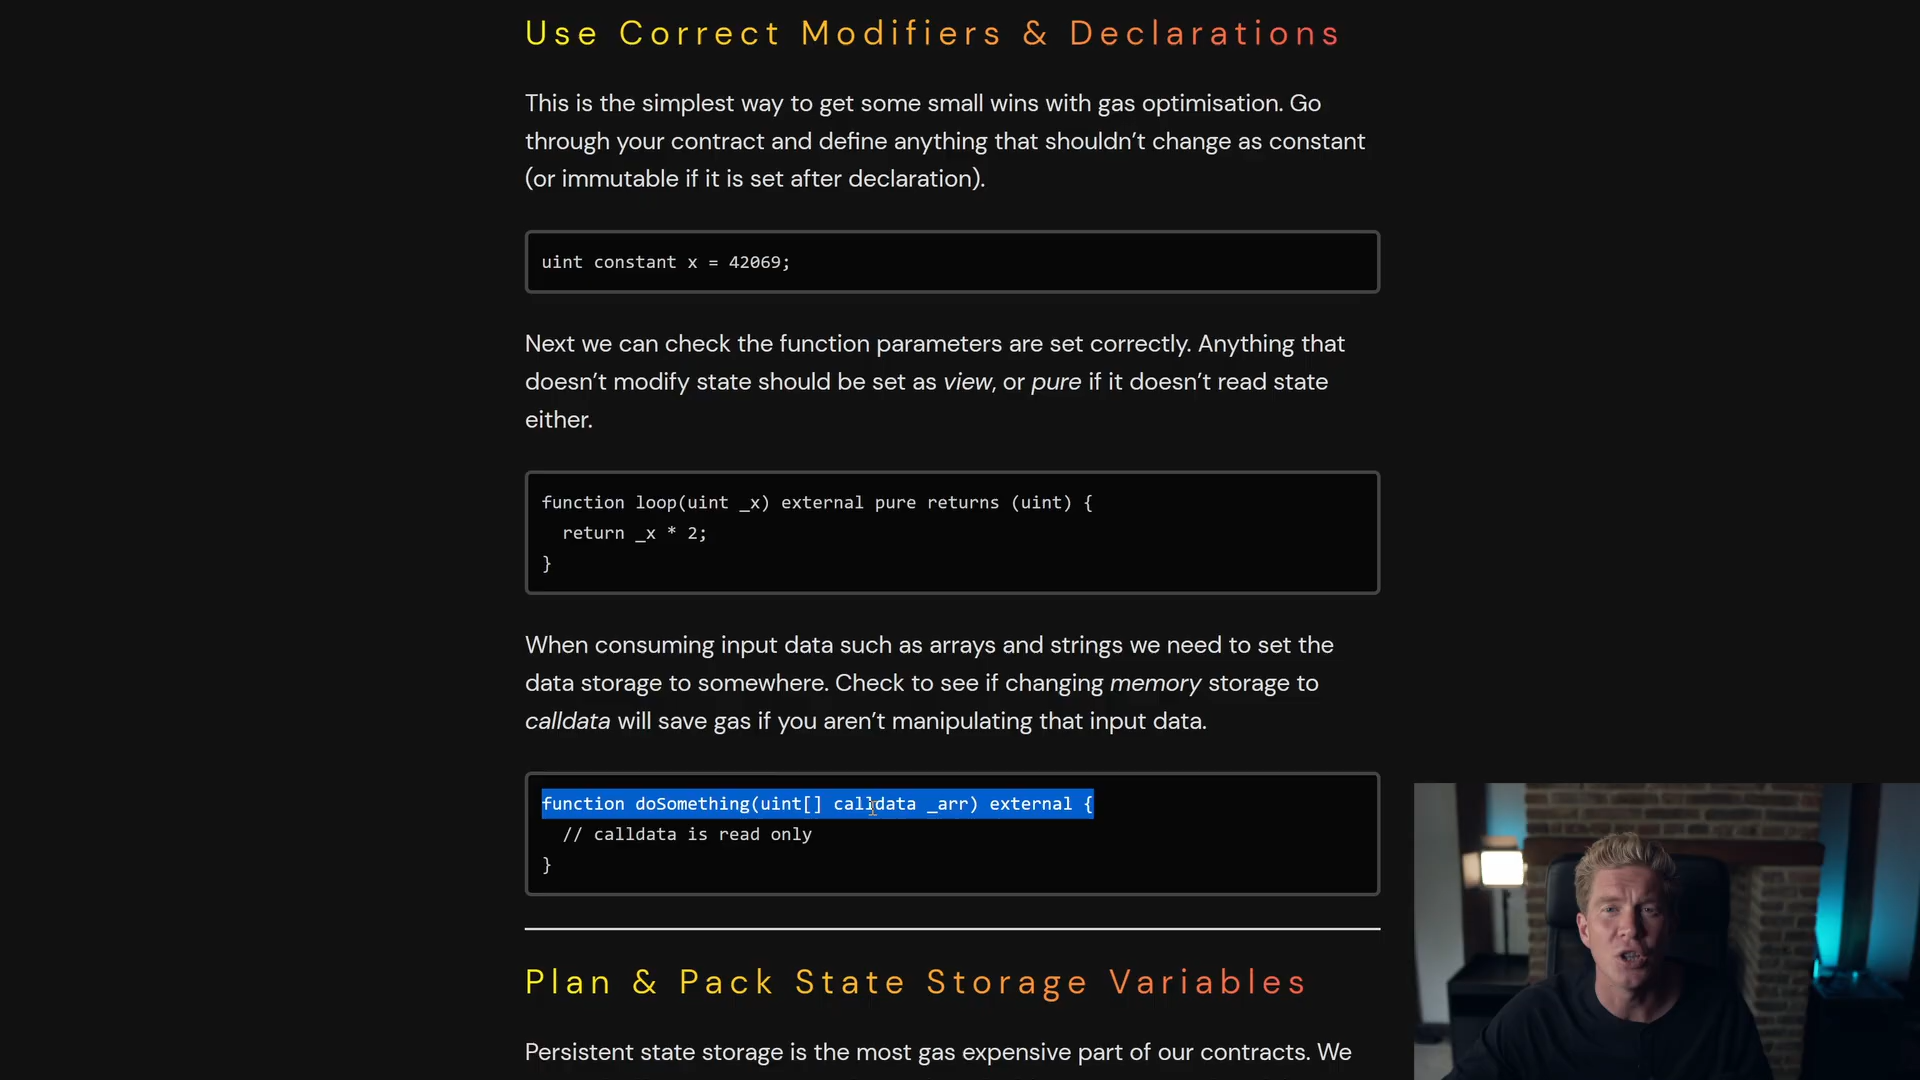 Use Correct Modifiers & Declarations
This is the simplest way to get some small wins with gas optimisation. Go
through your contract and define anything that shouldn’t change as constant
(or immutable if it is set after declaration).
uint constant x = 42069;
Next we can check the function parameters are set correctly. Anything that
doesn’t modify state should be set as view, or pure if it doesn’t read state
either.
function loop(uint _x) external pure returns (uint) {
  return _x * 2;
}
When consuming input data such as arrays and strings we need to set the
data storage to somewhere. Check to see if changing memory storage to
calldata will save gas if you aren’t manipulating that input data.
function doSomething(uint[] calldata _arr) external {
  // calldata is read only
}
Plan & Pack State Storage Variables
Persistent state storage is the most gas expensive part of our contracts. We